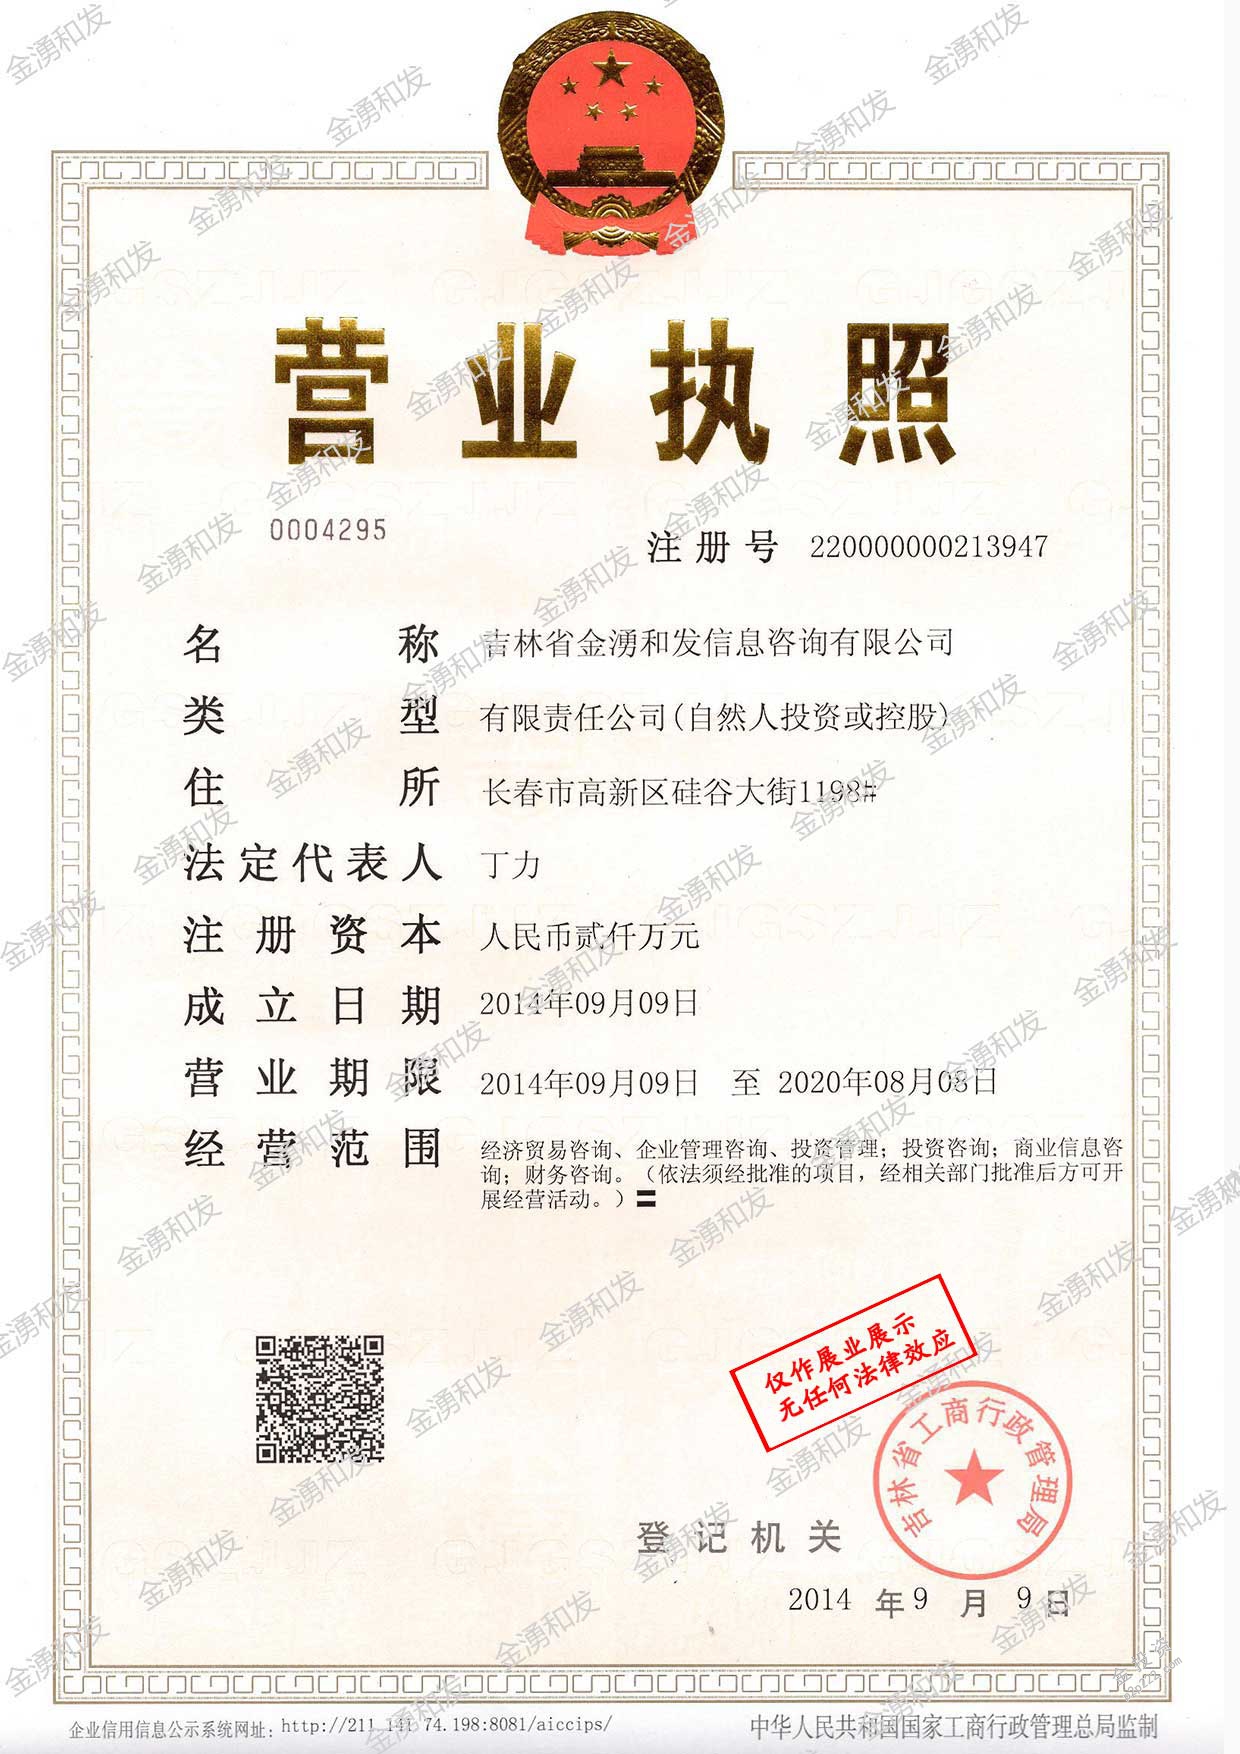 营业执照
0004295
注册号 220000000213947
名称 吉林省金湧和发信息咨询有限公司
类型 有限责任公司(自然人投资或控股)
住所 长春市高新区硅谷大街1198#
法定代表人 丁力
注册资本 人民币贰仟万元
成立日期 2014年09月09日
营业期限 2014年09月09日 至 2020年08月08日
经营范围 经济贸易咨询、企业管理咨询、投资管理；投资咨询；商业信息咨
询；财务咨询。（依法须经批准的项目，经相关部门批准后方可开
展经营活动。）〓
仅作展业展示
无任何法律效应
吉林省工商行政管理局
登记机关
2014 年 9 月 9 日
企业信用信息公示系统网址：http://211.141.74.198:8081/aiccips/
中华人民共和国国家工商行政管理总局监制
金湧和发
金投资
p2pzzz.com